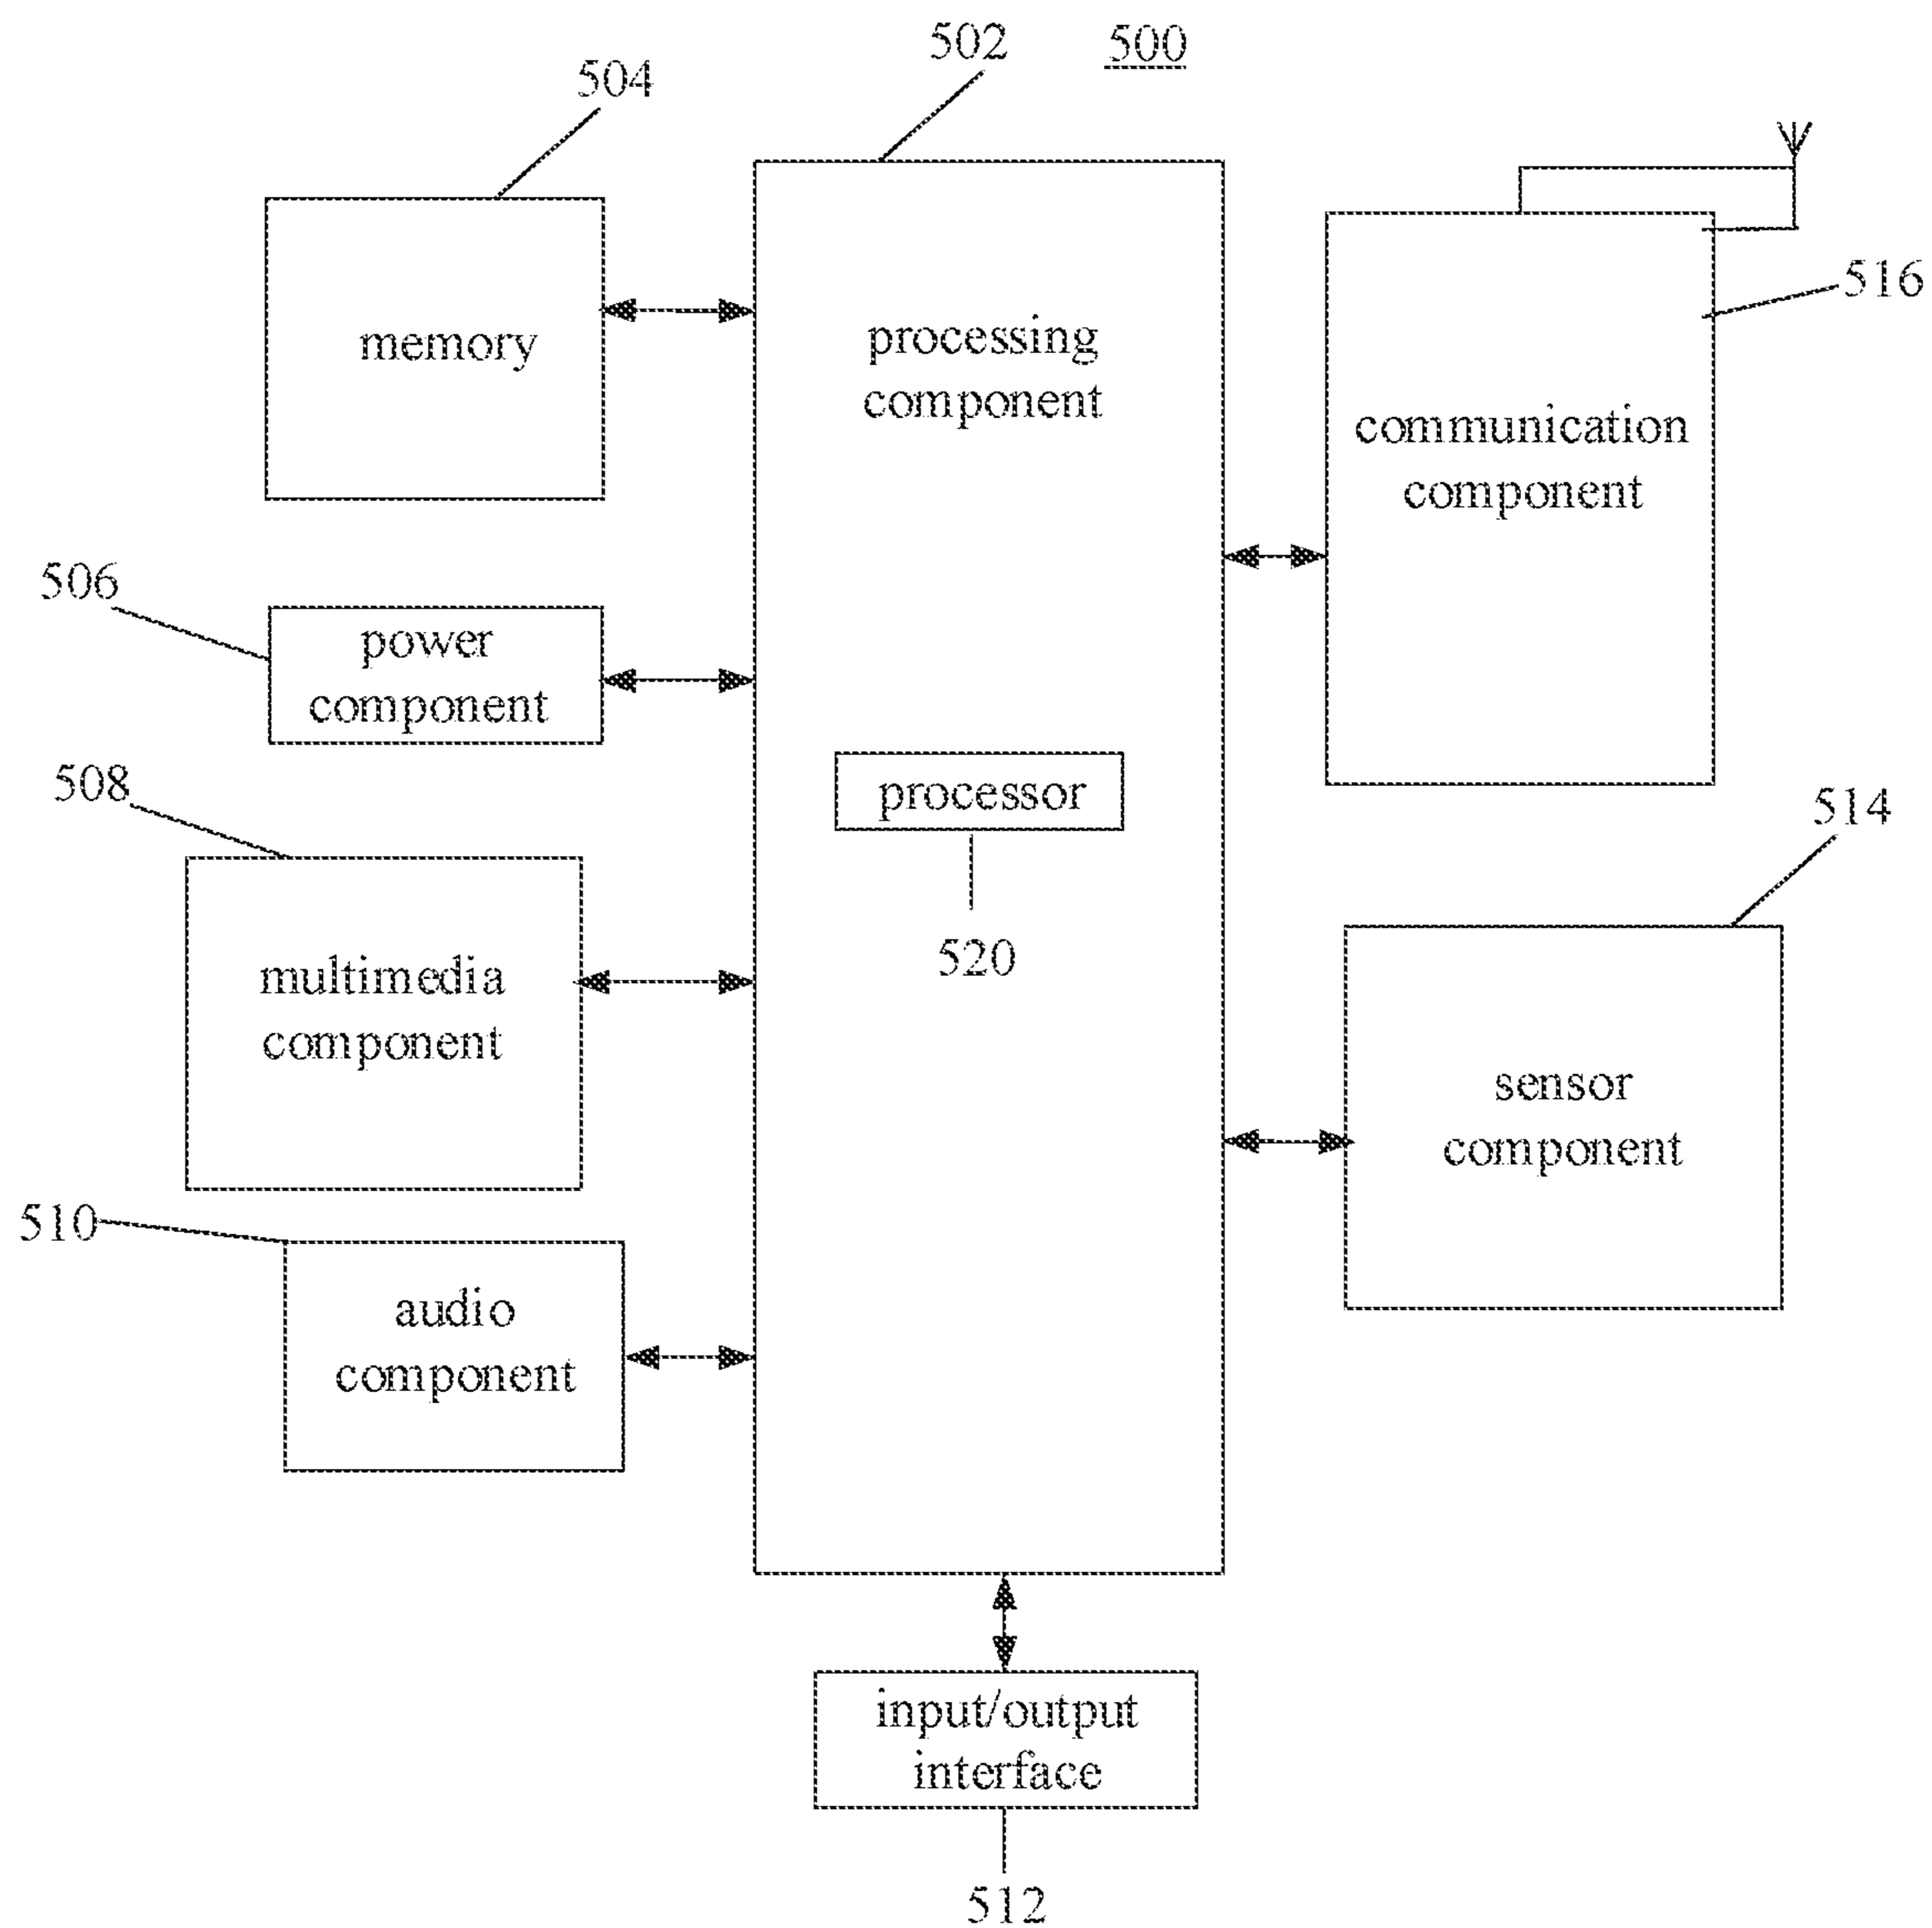 502
500
504
memory
processing
component
516
communication
component
506
power
component
508
processor
514
520
multimedia
component
sensor
component
510
audio
component
input/output
interface
512